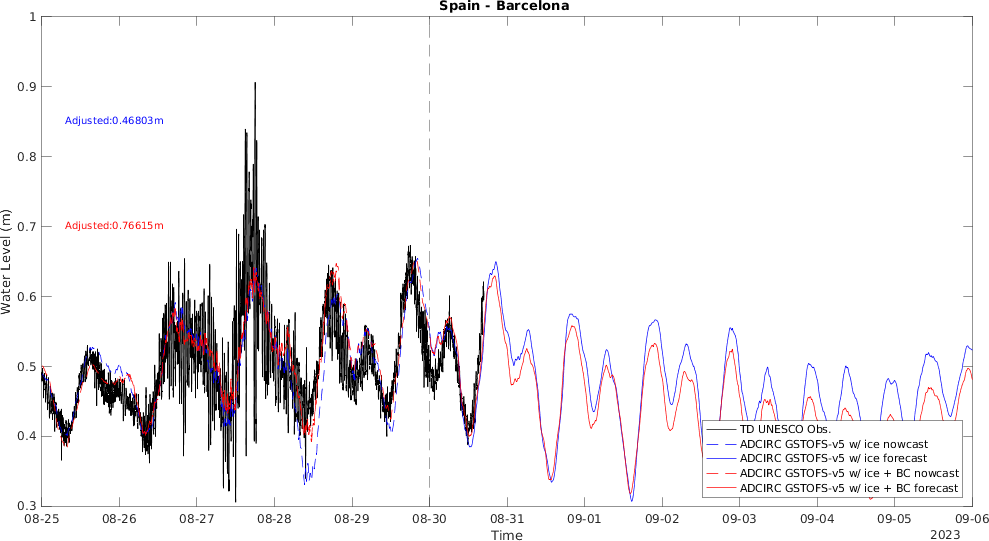 Spain - Barcelona
Water Level (m)
1
0.9
0.8
0.7
0.6
0.5
0.4
0.3
Adjusted:0.46803m
Adjusted:0.76615m
TD UNESCO Obs.
ADCIRC GSTOFS-v5 w/ ice nowcast
ADCIRC GSTOFS-v5 w/ ice forecast
ADCIRC GSTOFS-v5 w/ ice + BC nowcast
ADCIRC GSTOFS-v5 w/ ice + BC forecast
08-25 08-26 08-27 08-28 08-29 08-30 08-31 09-01 09-02 09-03 09-04 09-05 09-06
Time
2023